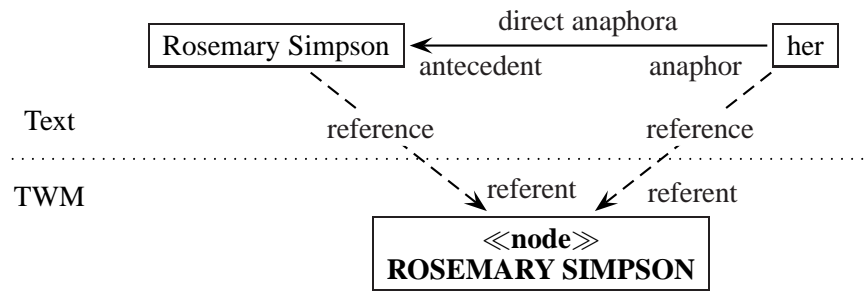 direct anaphora
Rosemary Simpson
her
antecedent
anaphor
Text
reference
reference
TWM
referent
referent
≪node≫
ROSEMARY SIMPSON